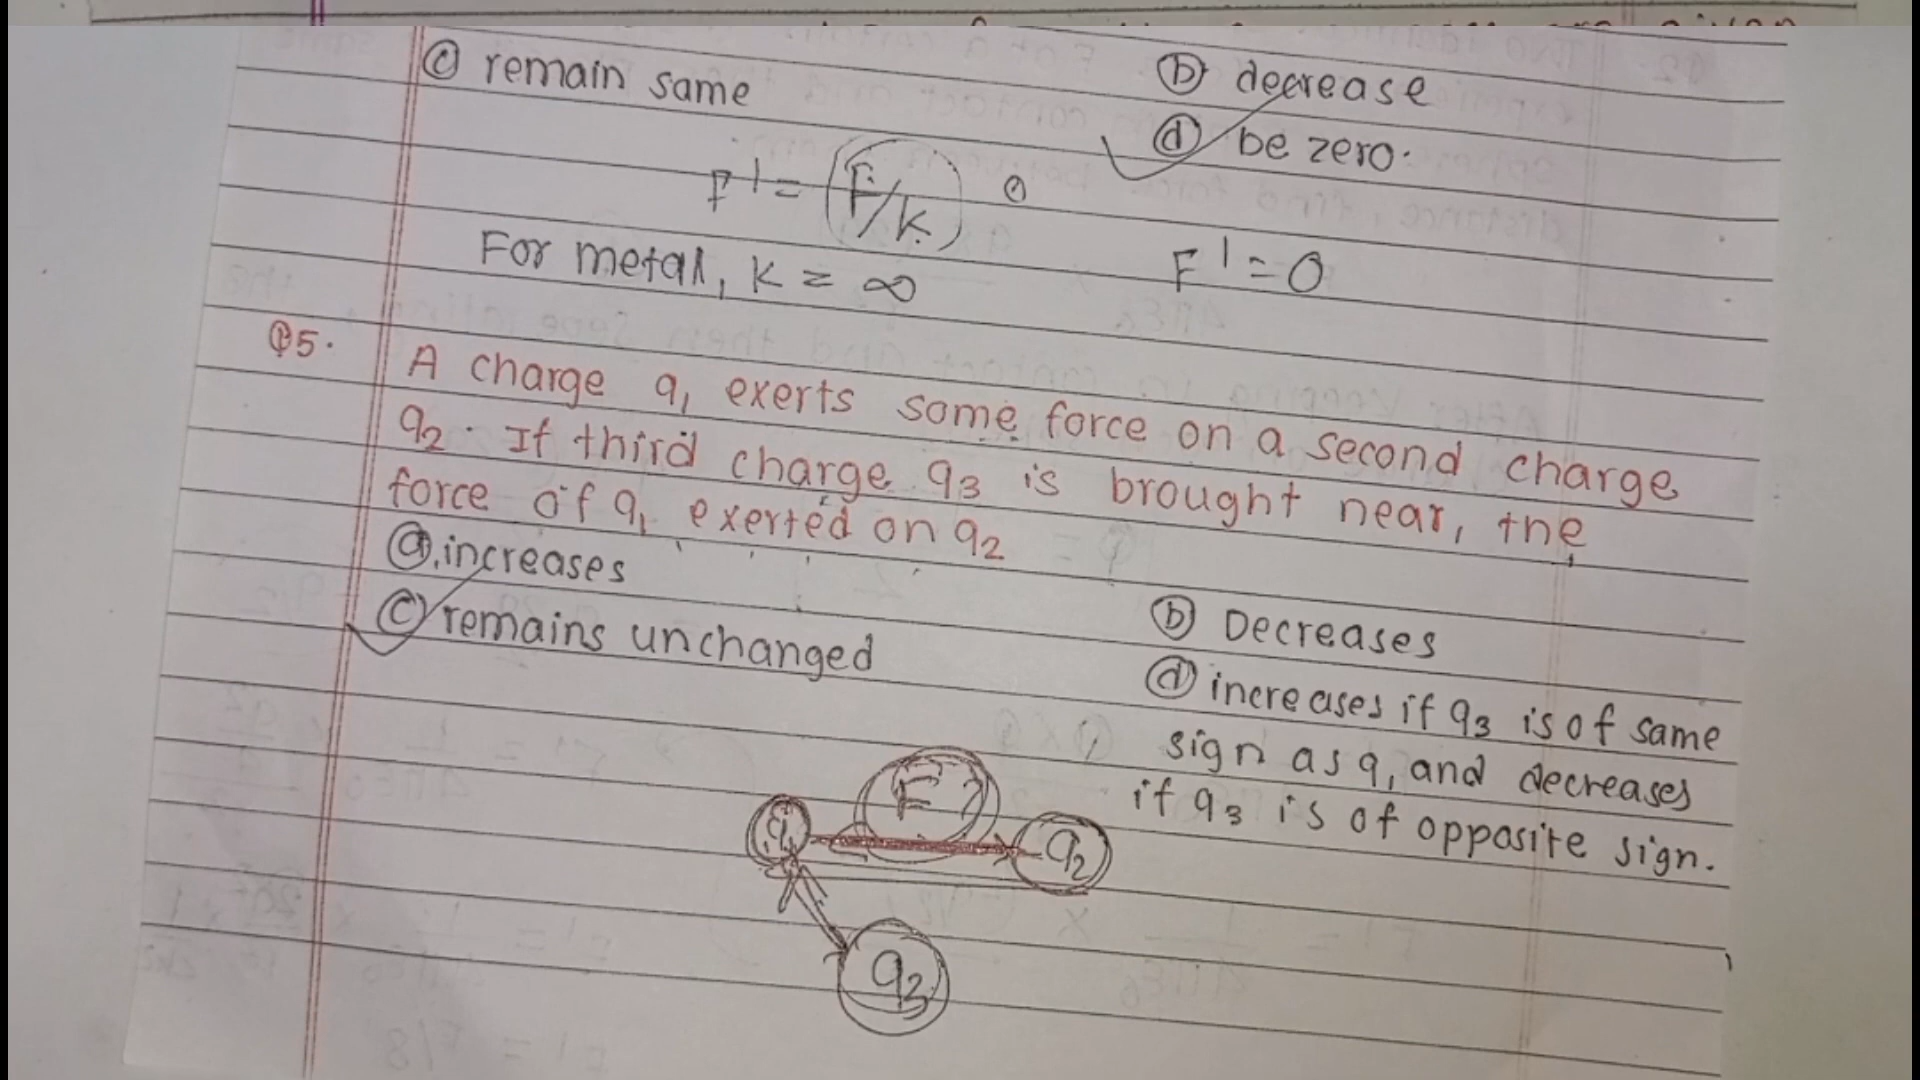 given
Ⓒ remain same
Ⓑ decrease
ⓓ be zero.
F' = (F/K) 0
For metal, K = ∞
F' = 0
Q5. A charge q₁ exerts some force on a second charge
q₂. If third charge q₃ is brought near, the
force of q₁ exerted on q₂
ⓐ increases
Ⓑ Decreases
Ⓒ remains unchanged
ⓓ increases if q₃ is of same
sign as q₁ and decreases
if q₃ is of opposite sign.
F?
q₁
q₂
q₃